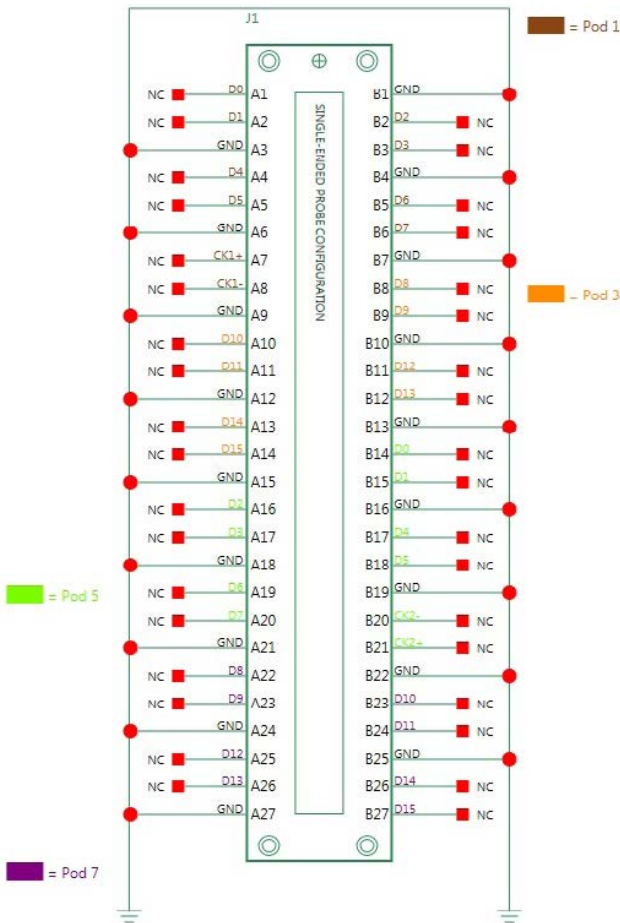 J1
= Pod 1
SINGLE-ENDED PROBE CONFIGURATION
NC D0 A1 B1 GND
NC D1 A2 B2 D2 NC
GND A3 B3 D3 NC
NC D4 A4 B4 GND
NC D5 A5 B5 D6 NC
GND A6 B6 D7 NC
NC CK1+ A7 B7 GND
NC CK1- A8 B8 D8 NC
= Pod 3
GND A9 B9 D9 NC
NC D10 A10 B10 GND
NC D11 A11 B11 D12 NC
GND A12 B12 D13 NC
NC D14 A13 B13 GND
NC D15 A14 B14 D0 NC
GND A15 B15 D1 NC
NC D2 A16 B16 GND
NC D3 A17 B17 D4 NC
GND A18 B18 D5 NC
= Pod 5
NC D6 A19 B19 GND
NC D7 A20 B20 CK2- NC
GND A21 B21 CK2+ NC
NC D8 A22 B22 GND
NC D9 A23 B23 D10 NC
GND A24 B24 D11 NC
NC D12 A25 B25 GND
NC D13 A26 B26 D14 NC
GND A27 B27 D15 NC
= Pod 7